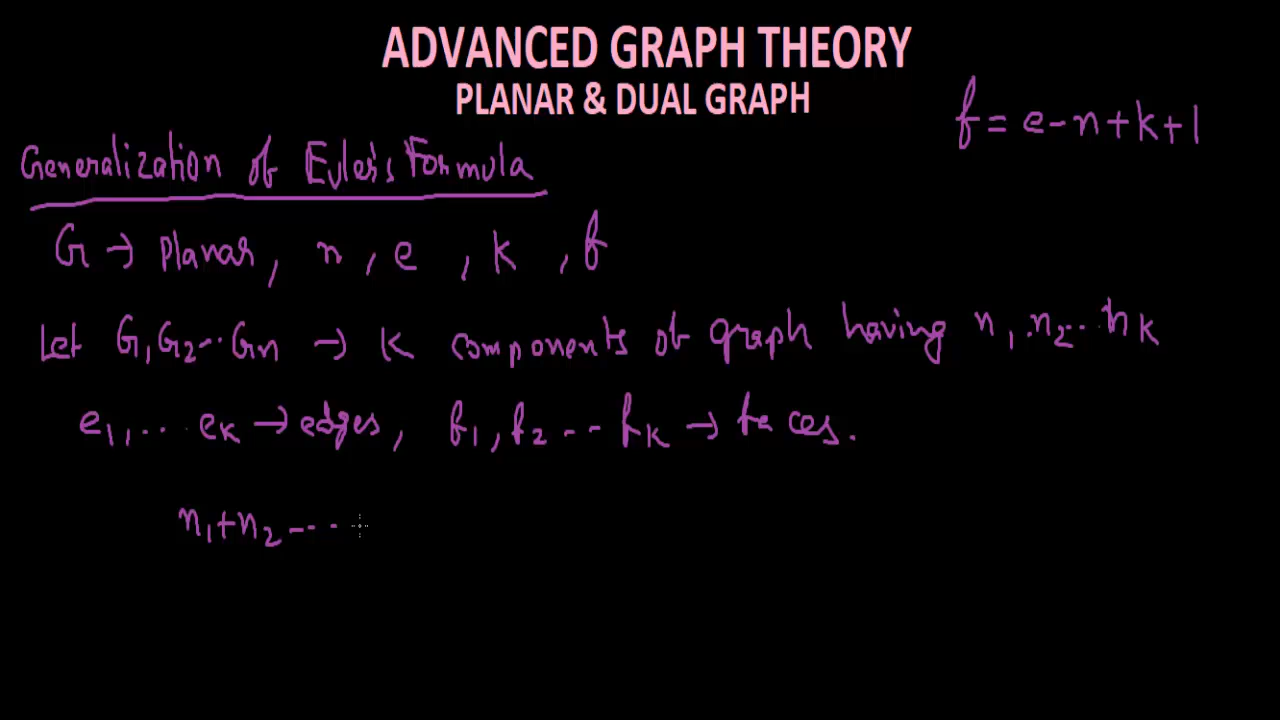 ADVANCED GRAPH THEORY
PLANAR & DUAL GRAPH
f = e - n + k + 1
Generalization of Euler's Formula
G → Planar, n, e, k, f
Let G1, G2 .. Gn → k components of graph having n1, n2 ... nk
e1, ... ek → edges, f1, f2 -- fk → faces.
n1 + n2 ----